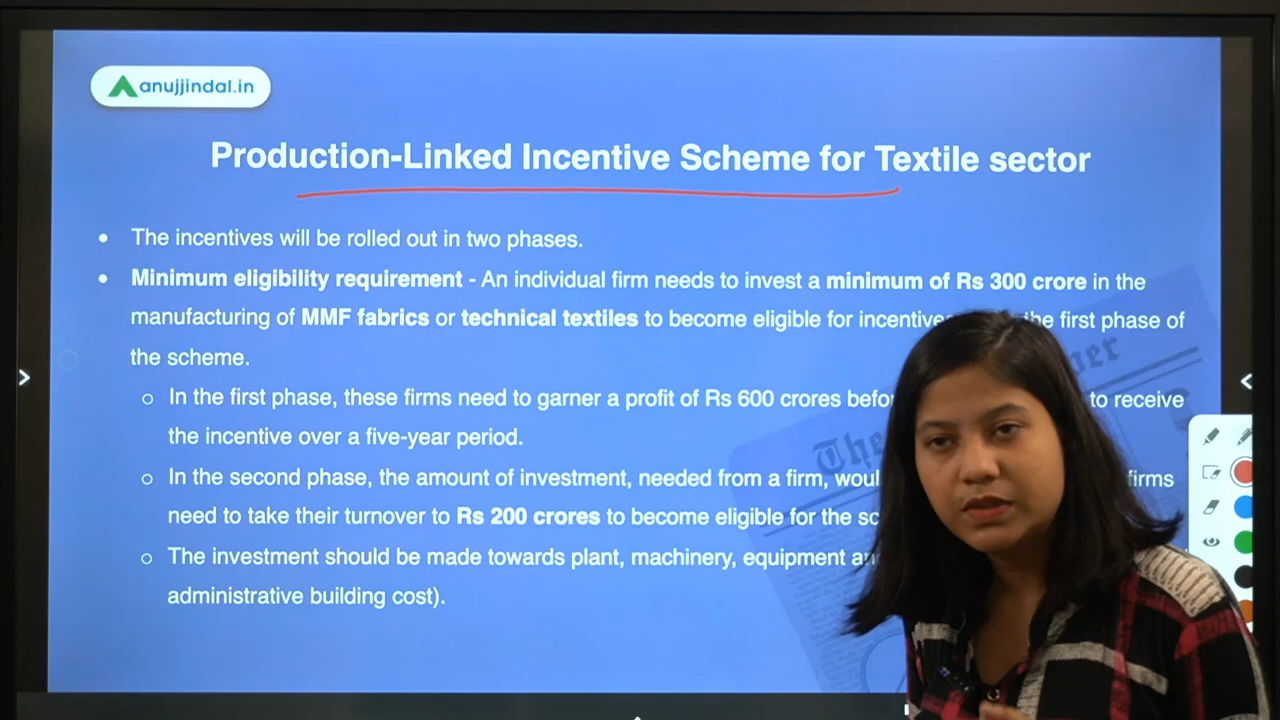 anujjindal.in
Production-Linked Incentive Scheme for Textile sector
The incentives will be rolled out in two phases.
Minimum eligibility requirement - An individual firm needs to invest a minimum of Rs 300 crore in the
manufacturing of MMF fabrics or technical textiles to become eligible for the first phase of
the scheme.
In the first phase, these firms need to garner a profit of Rs 600 crores to receive
the incentive over a five-year period.
In the second phase, the amount of investment, needed from a firm, firms
need to take their turnover to Rs 200 crores to become eligible for the
The investment should be made towards plant, machinery, equipment
administrative building cost).
The